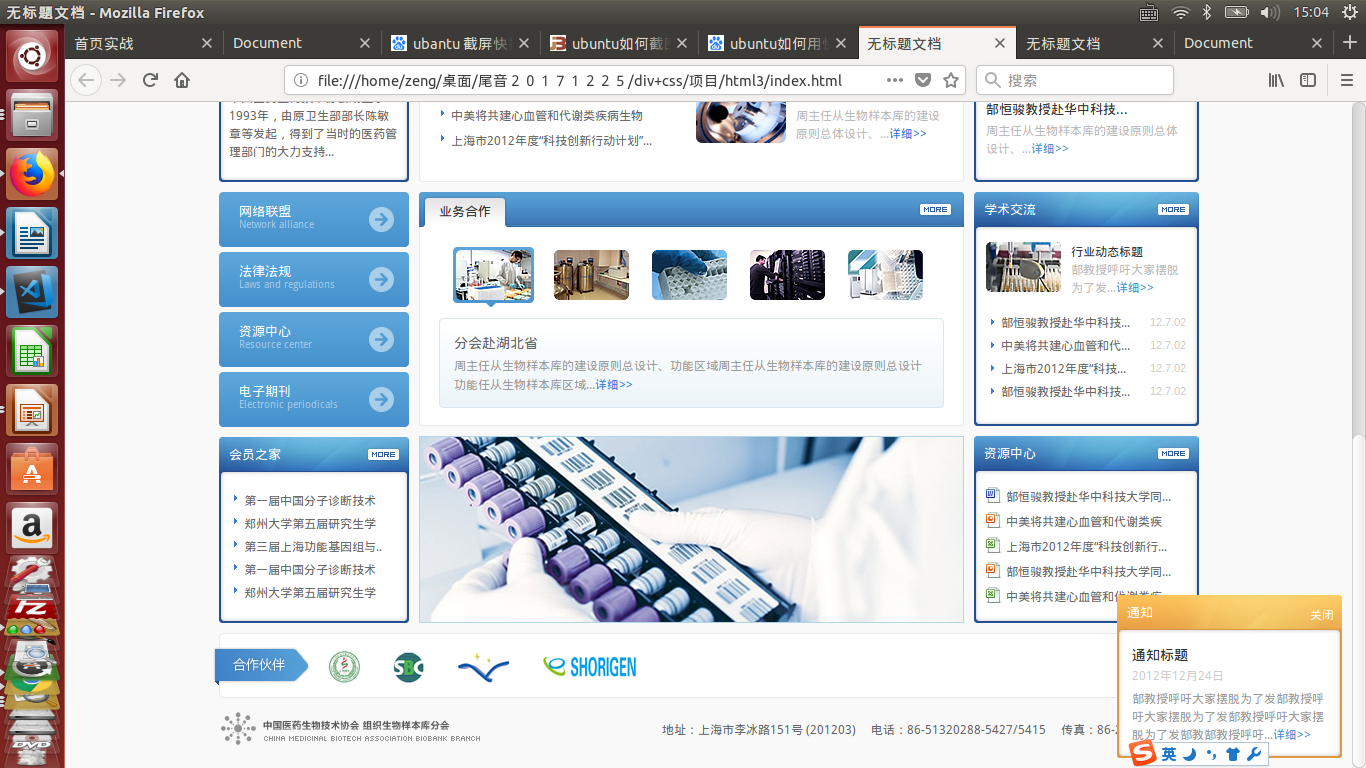 无标题文档 - Mozilla Firefox
15:04
首页实战
Document
ubantu 截屏快
ubuntu如何截
ubuntu如何用
无标题文档
无标题文档
Document
file:///home/zeng/桌面/尾音２０１７１２２５/div+css/项目/html3/index.html
搜索
1993年，由原卫生部部长陈敏
章等发起，得到了当时的医药管
理部门的大力支持...
中美将共建心血管和代谢类疾病生物
上海市2012年度“科技创新行动计划”...
周主任从生物样本库的建设
原则总体设计、...详细>>
郜恒骏教授赴华中科技...
周主任从生物样本库的建设原则总体
设计、...详细>>
网络联盟
Network alliance
法律法规
Laws and regulations
资源中心
Resource center
电子期刊
Electronic periodicals
业务合作
MORE
分会赴湖北省
周主任从生物样本库的建设原则总设计、功能区域周主任从生物样本库的建设原则总设计
功能任从生物样本库区域...详细>>
学术交流
MORE
行业动态标题
郜教授呼吁大家摆脱
为了发...详细>>
郜恒骏教授赴华中科技...
12.7.02
中美将共建心血管和代...
12.7.02
上海市2012年度“科技...
12.7.02
郜恒骏教授赴华中科技...
12.7.02
会员之家
MORE
第一届中国分子诊断技术
郑州大学第五届研究生学
第三届上海功能基因组与..
第一届中国分子诊断技术
郑州大学第五届研究生学
资源中心
MORE
郜恒骏教授赴华中科技大学同...
中美将共建心血管和代谢类疾
上海市2012年度“科技创新行...
郜恒骏教授赴华中科技大学同...
中美将共建心血管和代谢类疾
合作伙伴
SBC
SHORIGEN
中国医药生物技术协会 组织生物样本库分会
CHINA MEDICINAL BIOTECH ASSOCIATION BIOBANK BRANCH
地址：上海市李冰路151号 (201203)
电话：86-51320288-5427/5415
传真：86-2
通知
关闭
通知标题
2012年12月24日
郜教授呼吁大家摆脱为了发郜教授呼
吁大家摆脱为了发郜教授呼吁大家摆
脱为了发郜教郜教授呼吁...详细>>
英